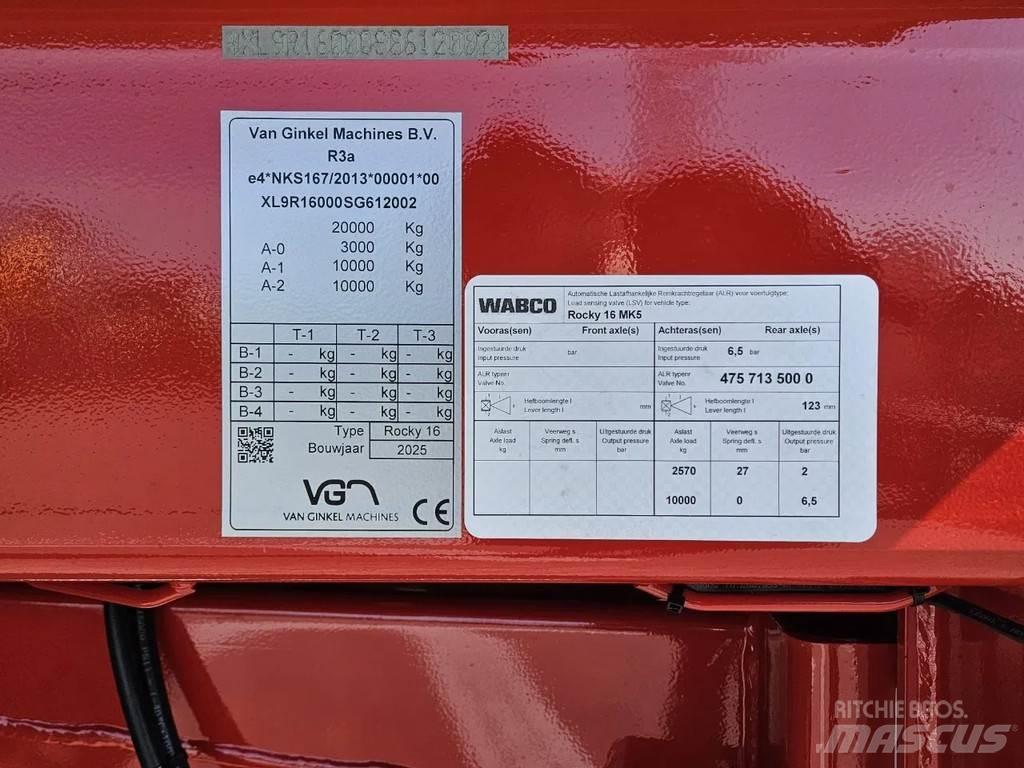 Van Ginkel Machines B.V.
R3a
e4*NKS167/2013*00001*00
XL9R16000SG612002
20000 Kg
A-0 3000 Kg
A-1 10000 Kg
A-2 10000 Kg
T-1 T-2 T-3
B-1 - kg - kg - kg
B-2 - kg - kg - kg
B-3 - kg - kg - kg
B-4 - kg - kg - kg
Type Rocky 16
Bouwjaar 2025
VGM
VAN GINKEL MACHINES CE
WABCO
Automatische Lastafhankelijke Remkrachtregelaar (ALR) voor voertuigtype:
Load sensing valve (LSV) for vehicle type:
Rocky 16 MK5
Vooras(sen) Front axle(s) Achteras(sen) Rear axle(s)
Ingestuurde druk bar Ingestuurde druk 6,5 bar
Input pressure Input pressure
ALR typenr ALR typenr 475 713 500 0
Valve No. Valve No.
Hefboomlengte l mm Hefboomlengte l 123 mm
Lever length l Lever length l
Aslast Veerweg s Uitgestuurde druk Aslast Veerweg s Uitgestuurde druk
Axle load Spring defl. s Output pressure Axle load Spring defl. s Output pressure
kg mm bar kg mm bar
2570 27 2
10000 0 6,5
RITCHIE BROS.
MASCUS